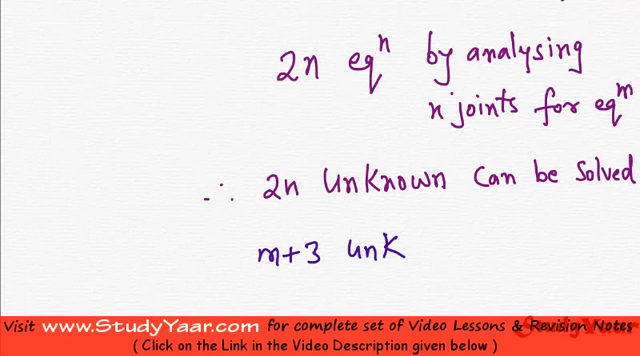 2n eqⁿ by analysing
n joints for eqᵐ
∴ 2n unknown can be solved
m+3 unk
Visit www.StudyYaar.com for complete set of Video Lessons & Revision Notes
( Click on the Link in the Video Description given below )
StudyYaar